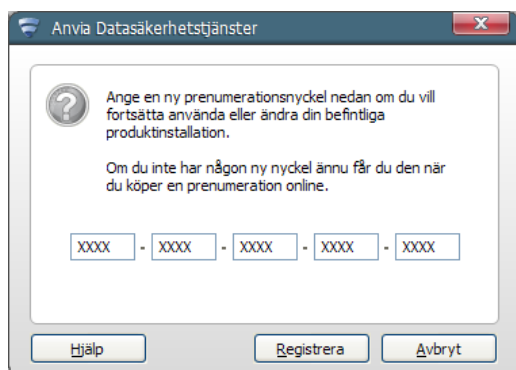 Anvia Datasäkerhetstjänster
Ange en ny prenumerationsnyckel nedan om du vill
fortsätta använda eller ändra din befintliga
produktinstallation.
Om du inte har någon ny nyckel ännu får du den när
du köper en prenumeration online.
XXXX - XXXX - XXXX - XXXX - XXXX
Hjälp Registrera Avbryt